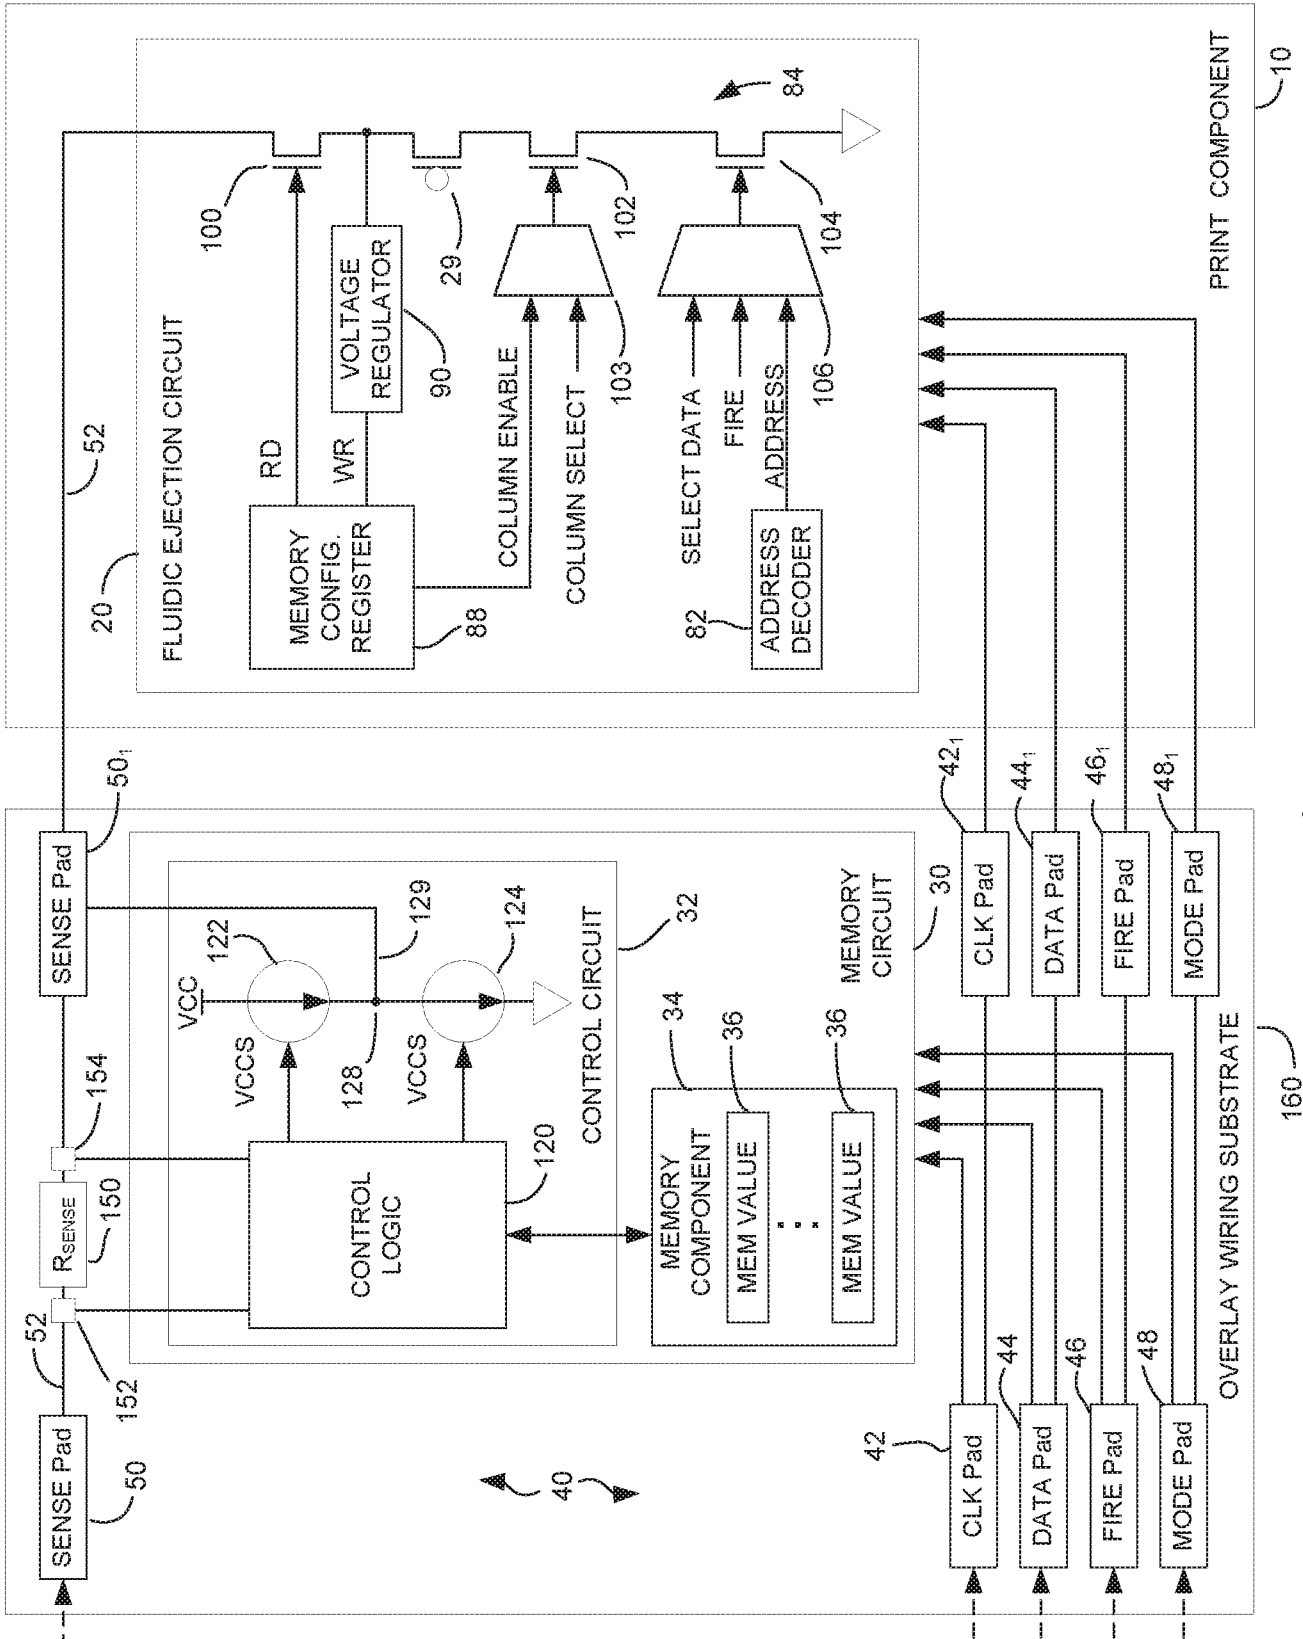 52
20
FLUIDIC EJECTION CIRCUIT
MEMORY
CONFIG.
REGISTER
88
RD
WR
VOLTAGE
REGULATOR
90
100
29
COLUMN ENABLE
COLUMN SELECT
103
102
SELECT DATA
FIRE
ADDRESS
106
104
84
82
ADDRESS
DECODER
PRINT COMPONENT
10
SENSE Pad
50
52
152
RSENSE
150
154
SENSE Pad
50₁
VCC
VCCS
122
128
129
VCCS
124
CONTROL
LOGIC
120
CONTROL CIRCUIT
32
MEMORY
COMPONENT
34
MEM VALUE
36
MEM VALUE
36
MEMORY
CIRCUIT
30
40
42
CLK Pad
44
DATA Pad
46
FIRE Pad
48
MODE Pad
CLK Pad
42₁
DATA Pad
44₁
FIRE Pad
46₁
MODE Pad
48₁
OVERLAY WIRING SUBSTRATE
160